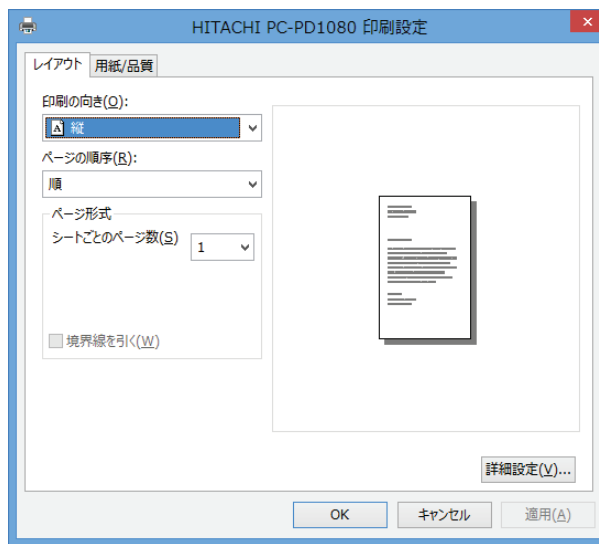 HITACHI PC-PD1080 印刷設定
×
レイアウト 用紙/品質
印刷の向き(O):
A 縦
ページの順序(R):
順
ページ形式
シートごとのページ数(S) 1
境界線を引く(W)
詳細設定(V)...
OK キャンセル 適用(A)